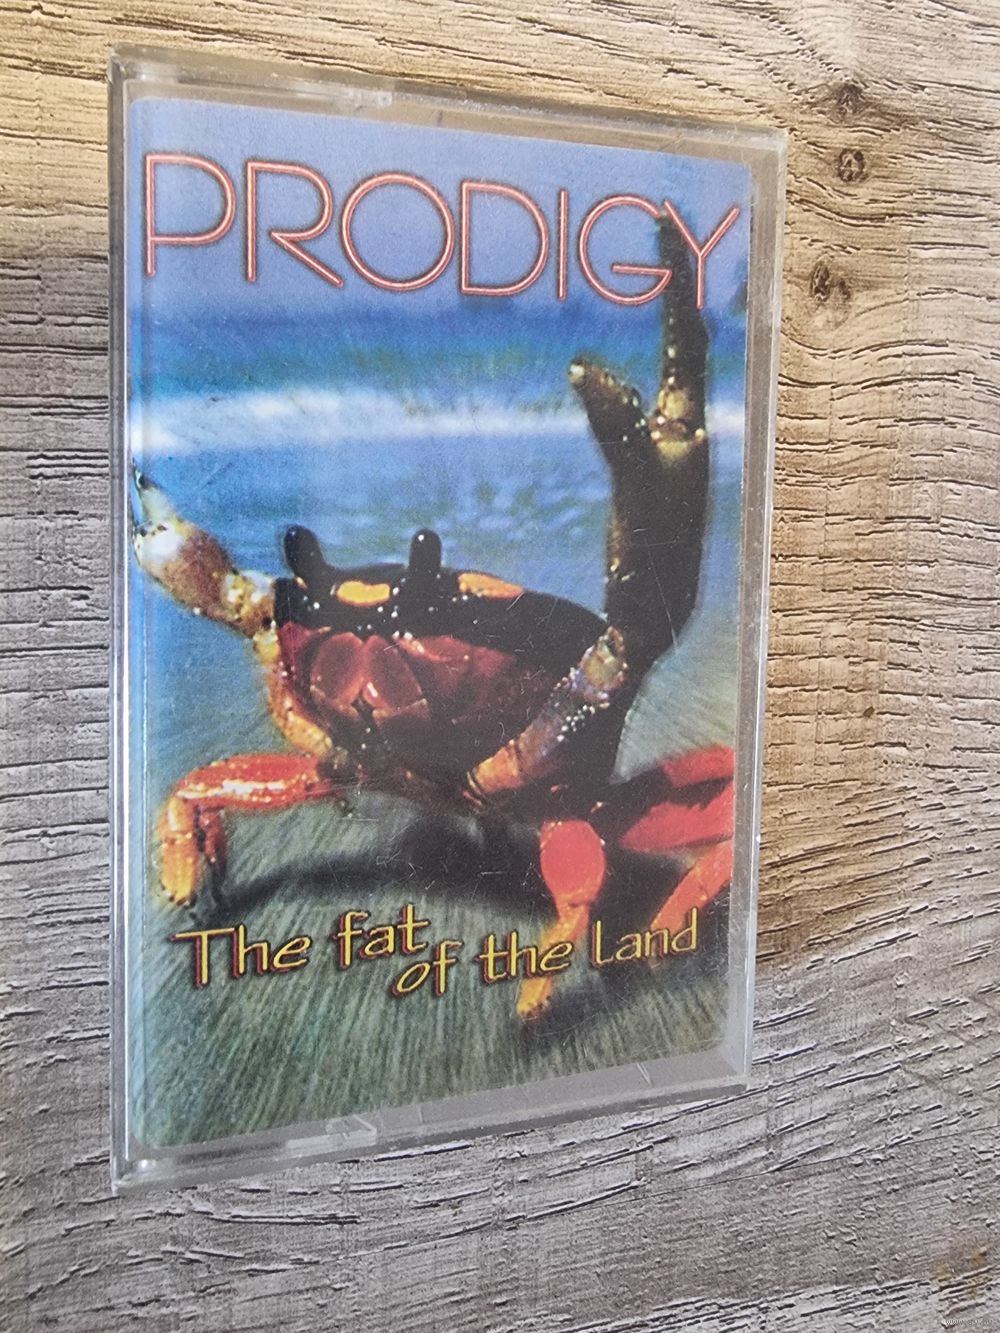 PRODIGY
The fat of the land